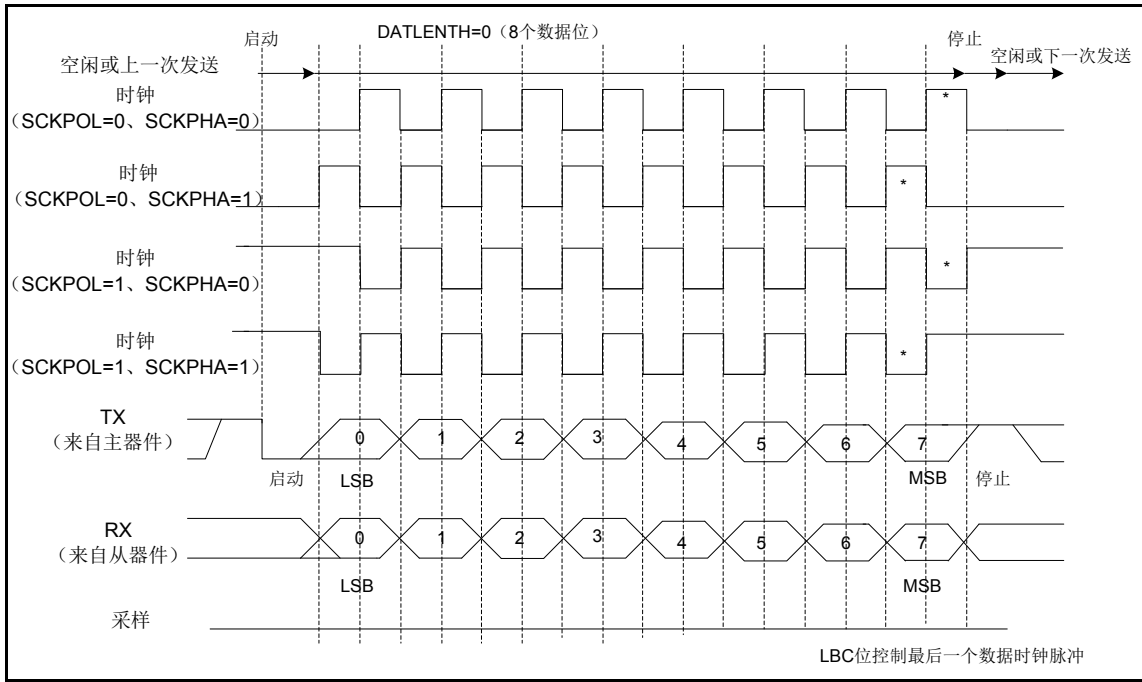 启动
DATLENTH=0（8个数据位）
停止
空闲或上一次发送
空闲或下一次发送
时钟
（SCKPOL=0、SCKPHA=0）
*
时钟
（SCKPOL=0、SCKPHA=1）
*
时钟
（SCKPOL=1、SCKPHA=0）
*
时钟
（SCKPOL=1、SCKPHA=1）
*
TX
（来自主器件）
0 1 2 3 4 5 6 7
启动 LSB MSB 停止
RX
（来自从器件）
0 1 2 3 4 5 6 7
LSB MSB
采样
LBC位控制最后一个数据时钟脉冲